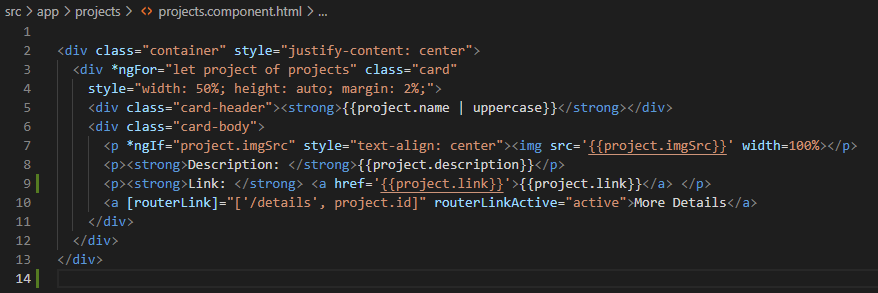 src > app > projects > projects.component.html > ...
1
2 <div class="container" style="justify-content: center">
3   <div *ngFor="let project of projects" class="card"
4     style="width: 50%; height: auto; margin: 2%;">
5     <div class="card-header"><strong>{{project.name | uppercase}}</strong></div>
6     <div class="card-body">
7       <p *ngIf="project.imgSrc" style="text-align: center"><img src='{{project.imgSrc}}' width=100%></p>
8       <p><strong>Description: </strong>{{project.description}}</p>
9       <p><strong>Link: </strong> <a href='{{project.link}}'>{{project.link}}</a> </p>
10       <a [routerLink]="['/details', project.id]" routerLinkActive="active">More Details</a>
11     </div>
12   </div>
13 </div>
14